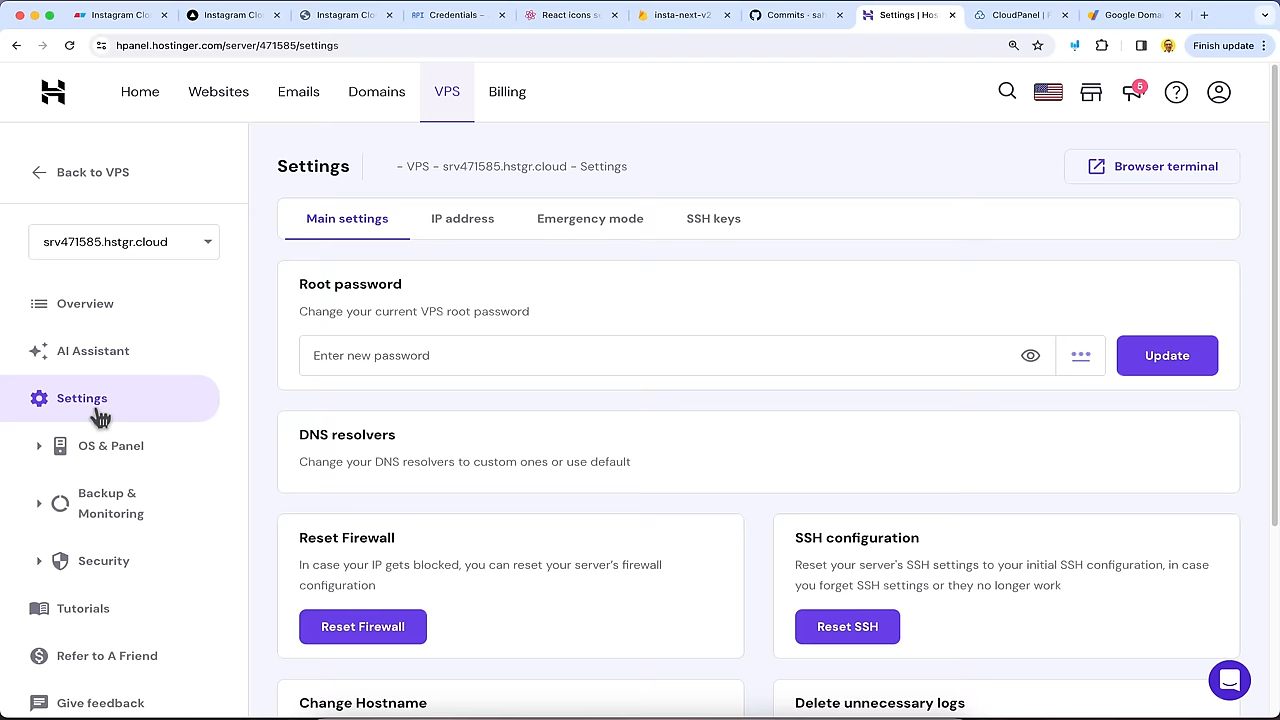 Instagram Clo
Instagram Clo
Instagram Clo
API Credentials
React icons s
insta-next-v2
Commits · sa
Settings | Hos
CloudPanel | F
Google Doma
hpanel.hostinger.com/server/471585/settings
Finish update
Home
Websites
Emails
Domains
VPS
Billing
5
Back to VPS
srv471585.hstgr.cloud
Overview
AI Assistant
Settings
OS & Panel
Backup &
Monitoring
Security
Tutorials
Refer to A Friend
Give feedback
Settings
- VPS - srv471585.hstgr.cloud - Settings
Browser terminal
Main settings
IP address
Emergency mode
SSH keys
Root password
Change your current VPS root password
Enter new password
Update
DNS resolvers
Change your DNS resolvers to custom ones or use default
Reset Firewall
In case your IP gets blocked, you can reset your server's firewall
configuration
Reset Firewall
SSH configuration
Reset your server's SSH settings to your initial SSH configuration, in case
you forget SSH settings or they no longer work
Reset SSH
Change Hostname
Delete unnecessary logs